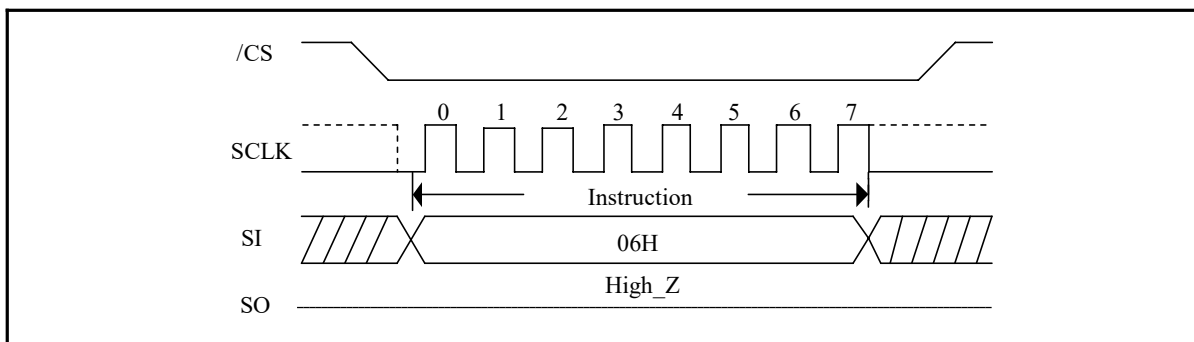 /CS
0 1 2 3 4 5 6 7
SCLK
Instruction
SI
06H
High_Z
SO